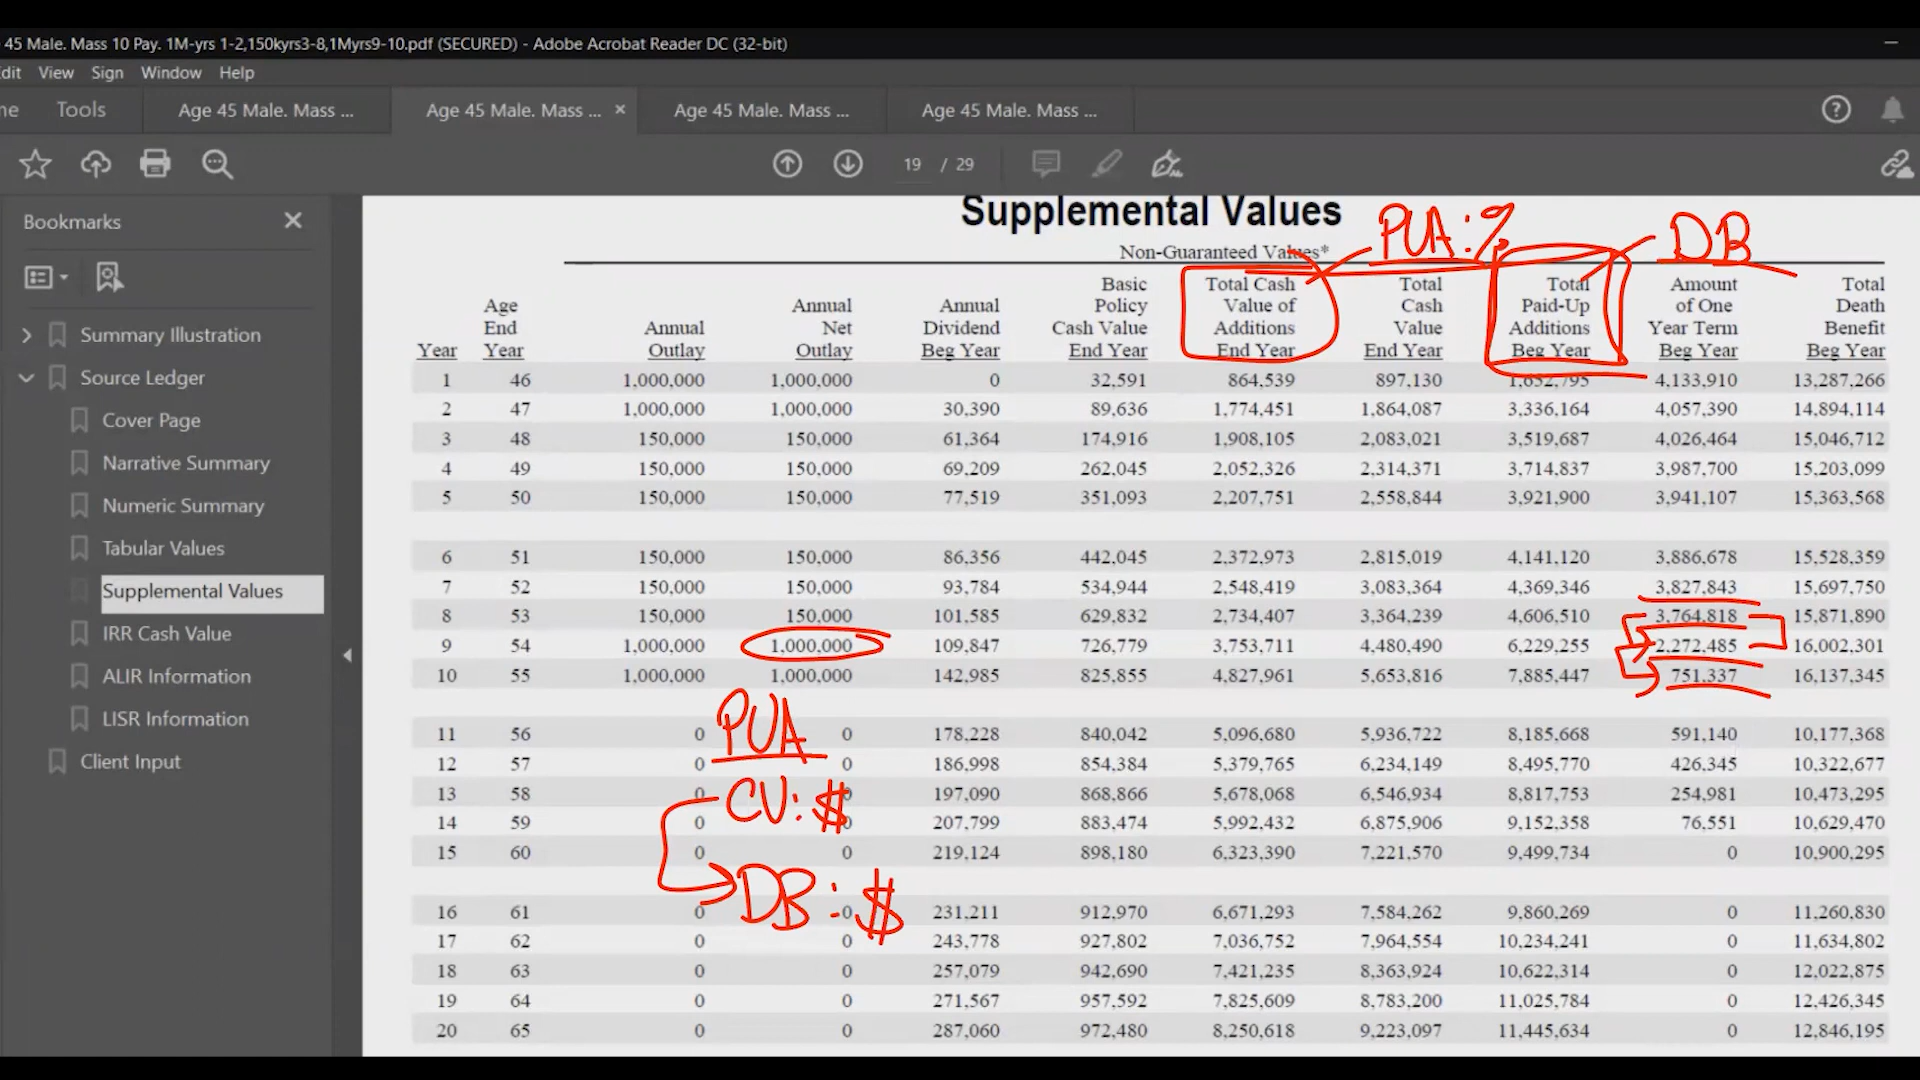 45 Male. Mass 10 Pay. 1M-yrs 1-2,150kyrs3-8,1Myrs9-10.pdf (SECURED) - Adobe Acrobat Reader DC (32-bit)
dit View Sign Window Help
me Tools Age 45 Male. Mass ... Age 45 Male. Mass ... × Age 45 Male. Mass ... Age 45 Male. Mass ...
19 / 29
Bookmarks
Summary Illustration
Source Ledger
Cover Page
Narrative Summary
Numeric Summary
Tabular Values
Supplemental Values
IRR Cash Value
ALIR Information
LISR Information
Client Input
Supplemental Values
PUA: %
DB
Non-Guaranteed Values*
Year Age End Year Annual Outlay Annual Net Outlay Annual Dividend Beg Year Basic Policy Cash Value End Year Total Cash Value of Additions End Year Total Cash Value End Year Total Paid-Up Additions Beg Year Amount of One Year Term Beg Year Total Death Benefit Beg Year
1 46 1,000,000 1,000,000 0 32,591 864,539 897,130 1,652,795 4,133,910 13,287,266
2 47 1,000,000 1,000,000 30,390 89,636 1,774,451 1,864,087 3,336,164 4,057,390 14,894,114
3 48 150,000 150,000 61,364 174,916 1,908,105 2,083,021 3,519,687 4,026,464 15,046,712
4 49 150,000 150,000 69,209 262,045 2,052,326 2,314,371 3,714,837 3,987,700 15,203,099
5 50 150,000 150,000 77,519 351,093 2,207,751 2,558,844 3,921,900 3,941,107 15,363,568
6 51 150,000 150,000 86,356 442,045 2,372,973 2,815,019 4,141,120 3,886,678 15,528,359
7 52 150,000 150,000 93,784 534,944 2,548,419 3,083,364 4,369,346 3,827,843 15,697,750
8 53 150,000 150,000 101,585 629,832 2,734,407 3,364,239 4,606,510 3,764,818 15,871,890
9 54 1,000,000 1,000,000 109,847 726,779 3,753,711 4,480,490 6,229,255 2,272,485 16,002,301
10 55 1,000,000 1,000,000 142,985 825,855 4,827,961 5,653,816 7,885,447 751,337 16,137,345
PUA
11 56 0 0 178,228 840,042 5,096,680 5,936,722 8,185,668 591,140 10,177,368
12 57 0 0 186,998 854,384 5,379,765 6,234,149 8,495,770 426,345 10,322,677
CV: $
13 58 0 0 197,090 868,866 5,678,068 6,546,934 8,817,753 254,981 10,473,295
14 59 0 0 207,799 883,474 5,992,432 6,875,906 9,152,358 76,551 10,629,470
15 60 0 0 219,124 898,180 6,323,390 7,221,570 9,499,734 0 10,900,295
DB: $
16 61 0 0 231,211 912,970 6,671,293 7,584,262 9,860,269 0 11,260,830
17 62 0 0 243,778 927,802 7,036,752 7,964,554 10,234,241 0 11,634,802
18 63 0 0 257,079 942,690 7,421,235 8,363,924 10,622,314 0 12,022,875
19 64 0 0 271,567 957,592 7,825,609 8,783,200 11,025,784 0 12,426,345
20 65 0 0 287,060 972,480 8,250,618 9,223,097 11,445,634 0 12,846,195